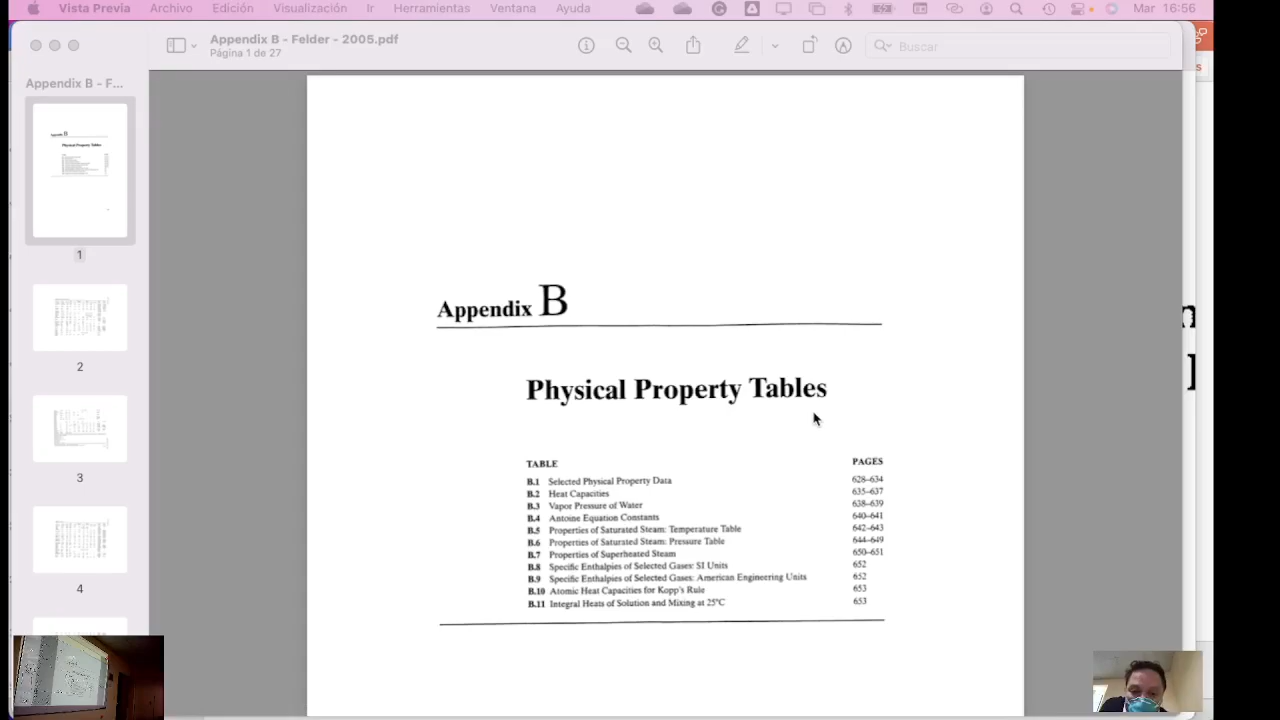 Vista Previa Archivo Edición Visualización Ir Herramientas Ventana Ayuda Mar 16:56
Appendix B - Felder - 2005.pdf
Página 1 de 27
Buscar
Appendix B - F...
1
2
3
4
Appendix B
Physical Property Tables
TABLE PAGES
B.1 Selected Physical Property Data 628–634
B.2 Heat Capacities 635–637
B.3 Vapor Pressure of Water 638–639
B.4 Antoine Equation Constants 640–641
B.5 Properties of Saturated Steam: Temperature Table 642–643
B.6 Properties of Saturated Steam: Pressure Table 644–649
B.7 Properties of Superheated Steam 650–651
B.8 Specific Enthalpies of Selected Gases: SI Units 652
B.9 Specific Enthalpies of Selected Gases: American Engineering Units 652
B.10 Atomic Heat Capacities for Kopp's Rule 653
B.11 Integral Heats of Solution and Mixing at 25°C 653
s
n
]